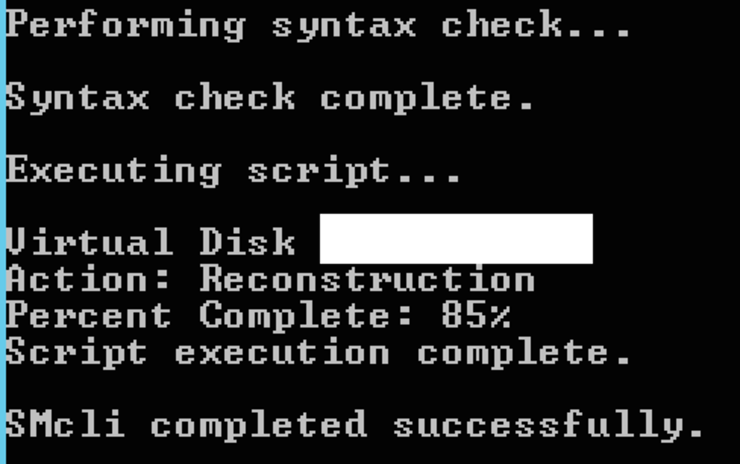 Performing syntax check...
Syntax check complete.
Executing script...
Virtual Disk
Action: Reconstruction
Percent Complete: 85%
Script execution complete.
SMcli completed successfully.